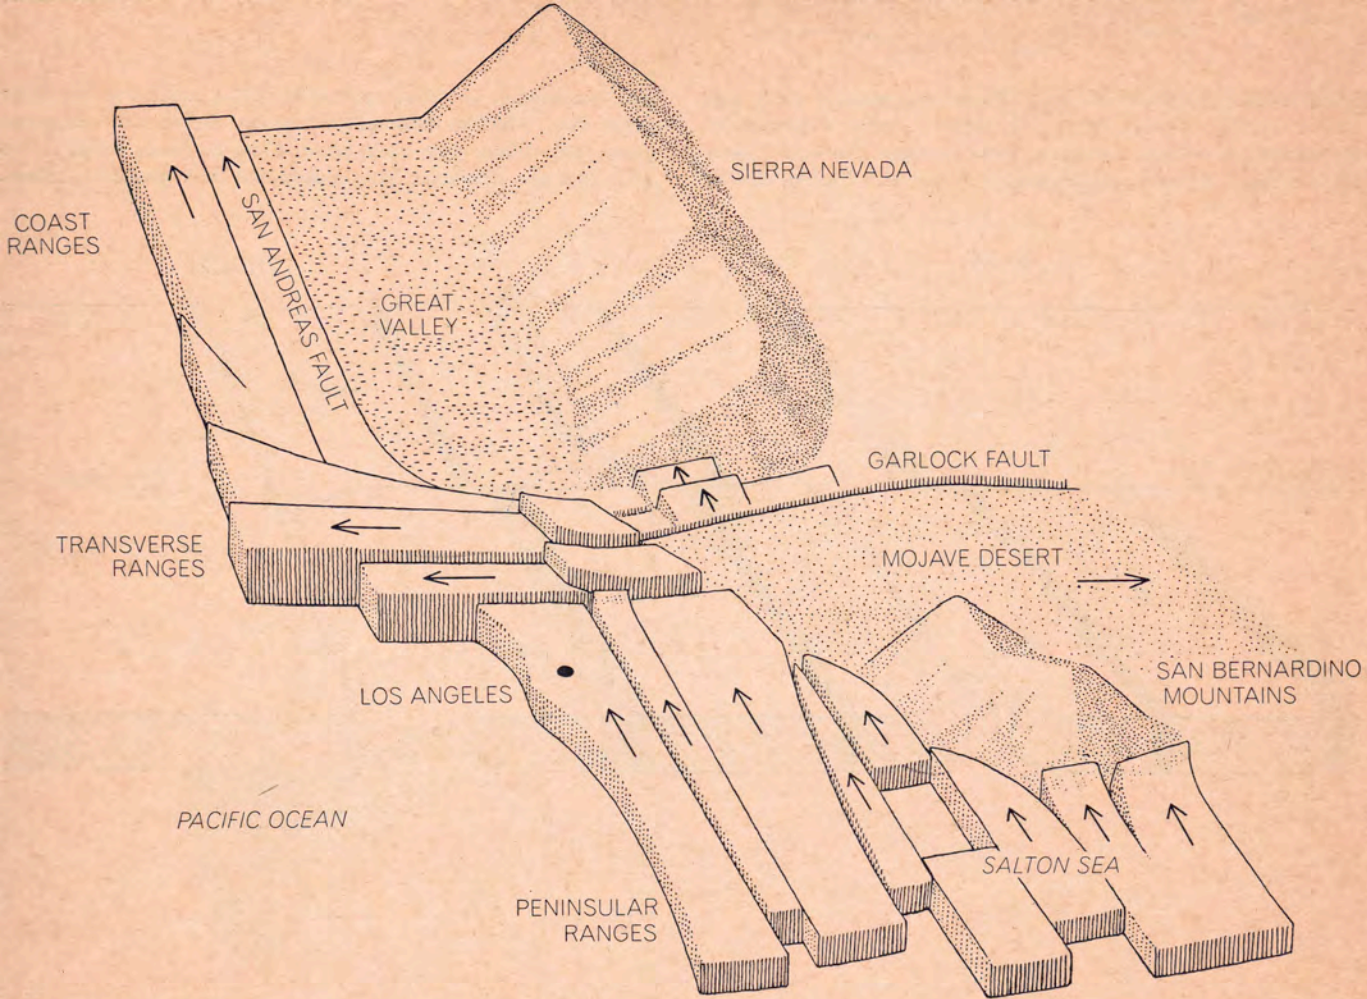 SIERRA NEVADA
COAST
RANGES
SAN ANDREAS FAULT
GREAT
VALLEY
GARLOCK FAULT
TRANSVERSE
RANGES
MOJAVE DESERT
SAN BERNARDINO
MOUNTAINS
LOS ANGELES
PACIFIC OCEAN
SALTON SEA
PENINSULAR
RANGES